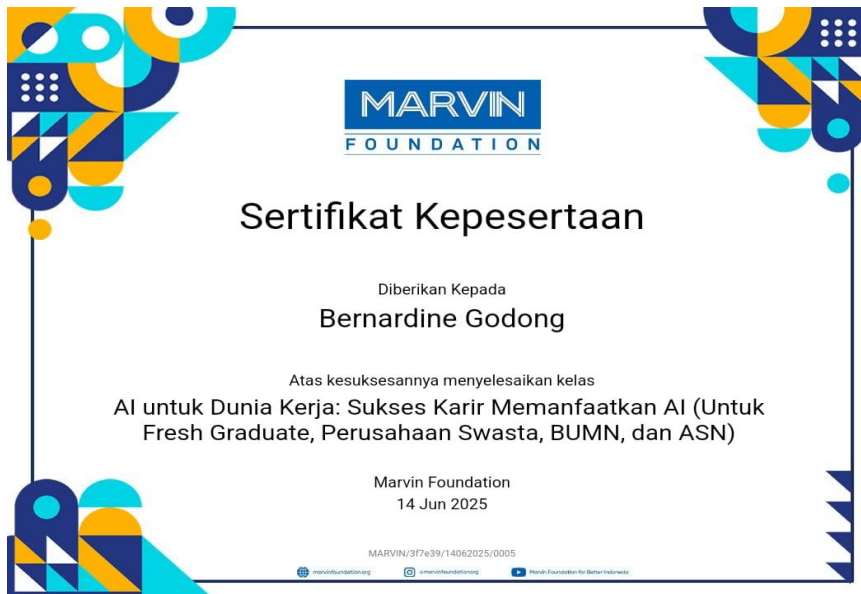 MARVIN
FOUNDATION
Sertifikat Kepesertaan
Diberikan Kepada
Bernardine Godong
Atas kesuksesannya menyelesaikan kelas
AI untuk Dunia Kerja: Sukses Karir Memanfaatkan AI (Untuk
Fresh Graduate, Perusahaan Swasta, BUMN, dan ASN)
Marvin Foundation
14 Jun 2025
MARVIN/3f7e39/14062025/0005
marvinfoundation.org @marvinfoundationorg Marvin Foundation for Better Indonesia